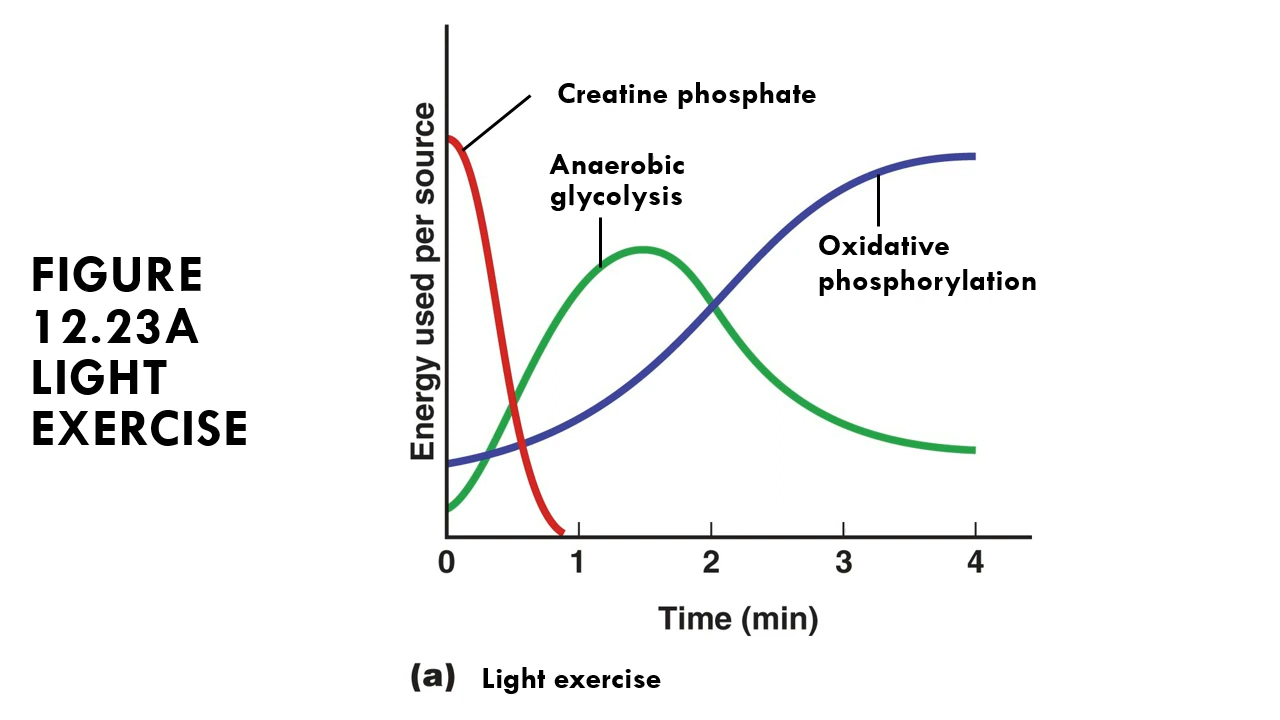 FIGURE
12.23A
LIGHT
EXERCISE
Energy used per source
Creatine phosphate
Anaerobic
glycolysis
Oxidative
phosphorylation
0 1 2 3 4
Time (min)
(a) Light exercise